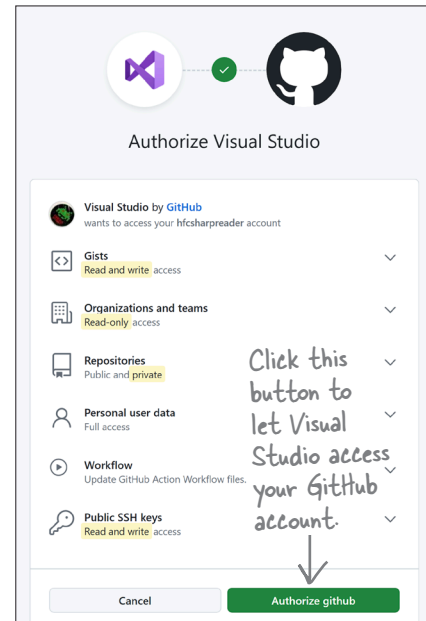 Authorize Visual Studio
Visual Studio by GitHub
wants to access your hfcsharpreader account
Gists
Read and write access
Organizations and teams
Read-only access
Repositories
Public and private
Personal user data
Full access
Workflow
Update GitHub Action Workflow files.
Public SSH keys
Read and write access
Click this
button to
let Visual
Studio access
your GitHub
account.
Cancel
Authorize github